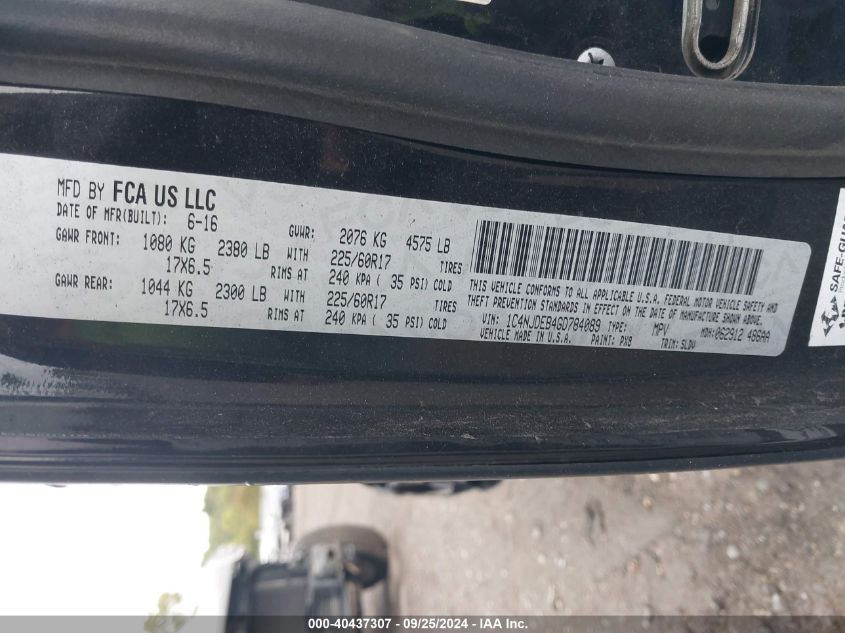 MFD BY FCA US LLC
DATE OF MFR(BUILT): 6-16 GVWR: 2076 KG 4575 LB
GAWR FRONT: 1080 KG 2380 LB WITH 225/60R17 TIRES
17X6.5 RIMS AT 240 KPA ( 35 PSI) COLD
GAWR REAR: 1044 KG 2300 LB WITH 225/60R17 TIRES
17X6.5 RIMS AT 240 KPA ( 35 PSI) COLD
THIS VEHICLE CONFORMS TO ALL APPLICABLE U.S.A. FEDERAL MOTOR VEHICLE SAFETY AND
THEFT PREVENTION STANDARDS IN EFFECT ON THE DATE OF MANUFACTURE SHOWN ABOVE.
VIN: 1C4NJDEB4GD784089 TYPE: MPV MDH:062912 486AA
VEHICLE MADE IN U.S.A. PAINT: PX8 TRIM: SLDV
000-40437307 - 09/25/2024 - IAA Inc.